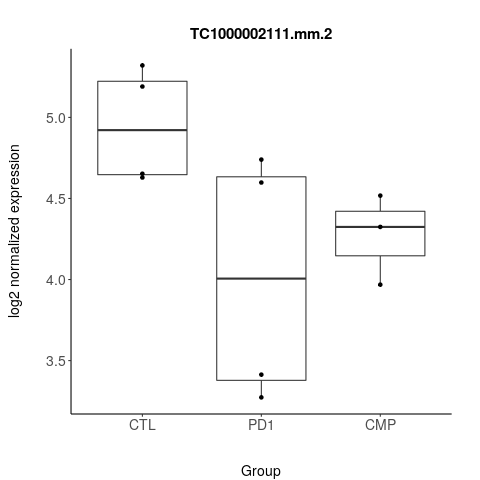 TC1000002111.mm.2
log2 normalized expression
5.0
4.5
4.0
3.5
CTL
PD1
CMP
Group